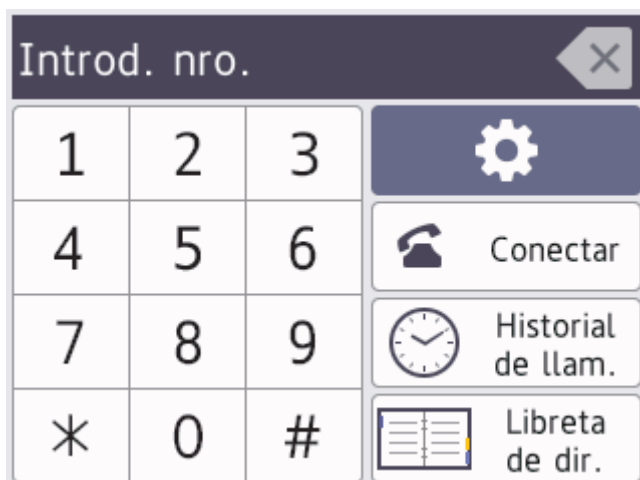 Introd. nro.
1 2 3
4 5 6
Conectar
7 8 9
Historial
de llam.
* 0 #
Libreta
de dir.